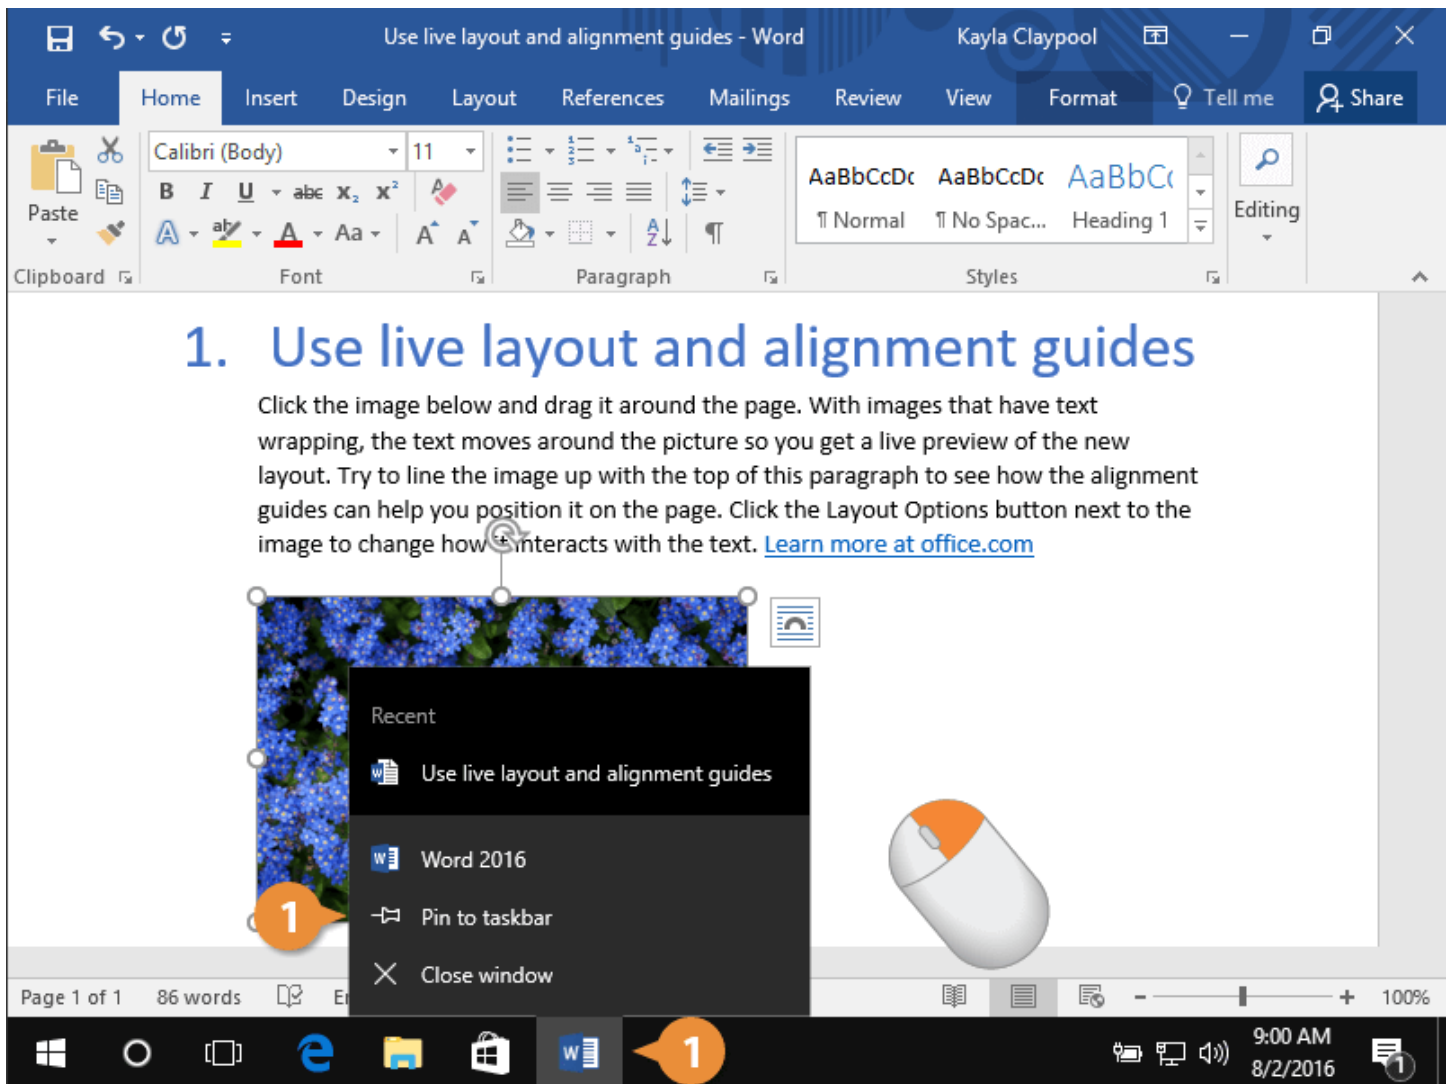 Use live layout and alignment guides - Word
Kayla Claypool
File Home Insert Design Layout References Mailings Review View Format Tell me Share
Paste
Clipboard
Calibri (Body) 11
B I U abc X₂ X²
A ab A Aa A A
Font
A Z
¶
Paragraph
AaBbCcDc AaBbCcDc AaBbC
¶ Normal ¶ No Spac... Heading 1
Styles
Editing
1. Use live layout and alignment guides
Click the image below and drag it around the page. With images that have text
wrapping, the text moves around the picture so you get a live preview of the new
layout. Try to line the image up with the top of this paragraph to see how the alignment
guides can help you position it on the page. Click the Layout Options button next to the
image to change how it interacts with the text. Learn more at office.com
Recent
Use live layout and alignment guides
Word 2016
1
Pin to taskbar
Close window
Page 1 of 1 86 words
100%
1
9:00 AM
8/2/2016
1